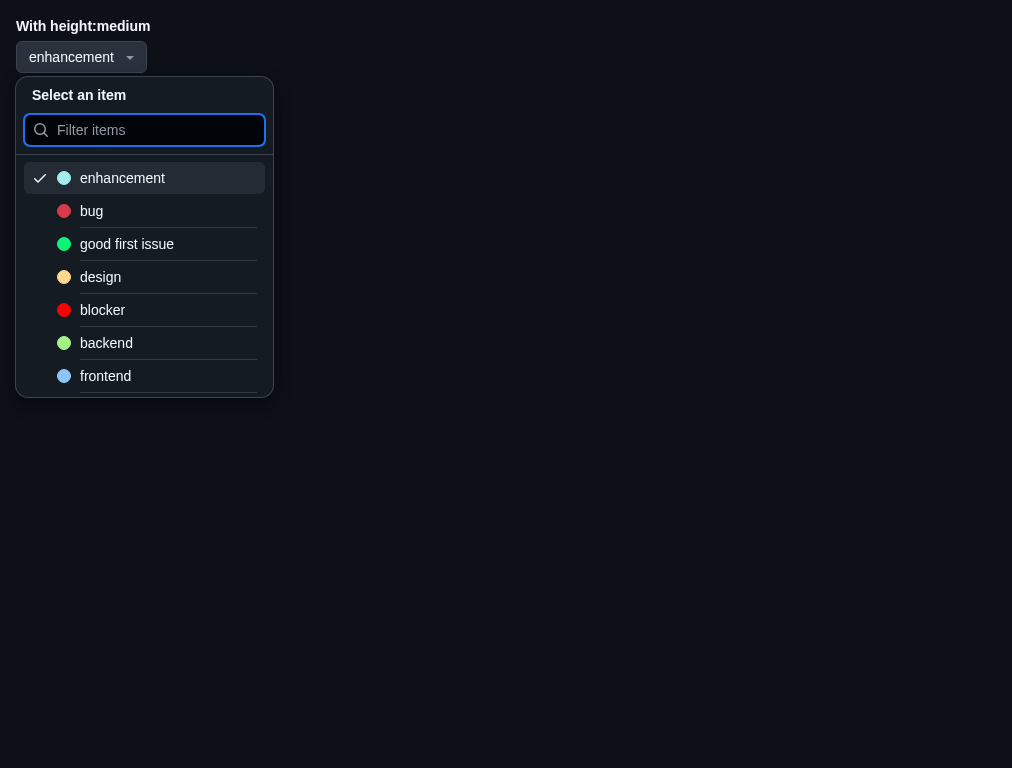 With height:medium
enhancement
Select an item
Filter items
enhancement
bug
good first issue
design
blocker
backend
frontend